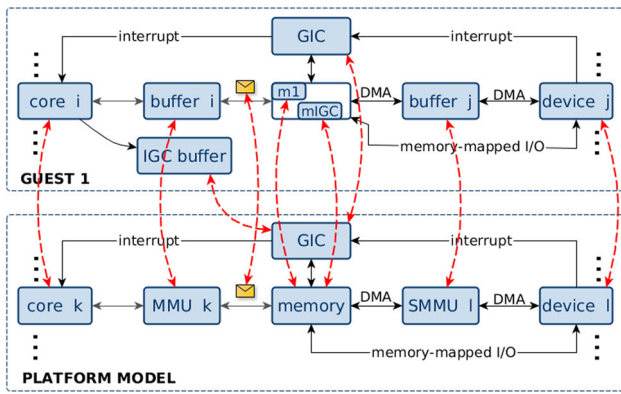 GIC
interrupt
interrupt
m1
core i
buffer i
DMA
buffer j
DMA
device j
mIGC
memory-mapped I/O
IGC buffer
GUEST 1
GIC
interrupt
interrupt
core k
MMU k
memory
DMA
SMMU l
DMA
device l
memory-mapped I/O
PLATFORM MODEL